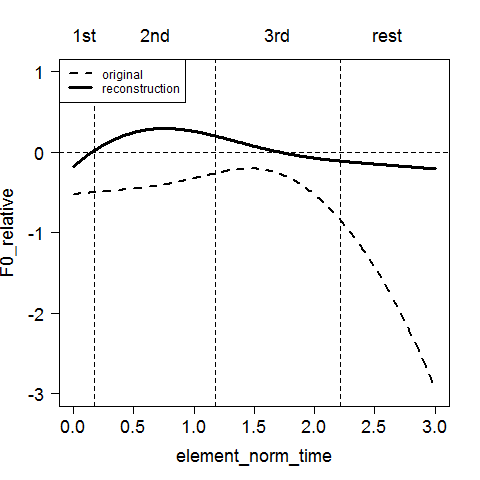 1st 2nd 3rd rest
original
reconstruction
F0_relative
1
0
-1
-2
-3
0.0 0.5 1.0 1.5 2.0 2.5 3.0
element_norm_time